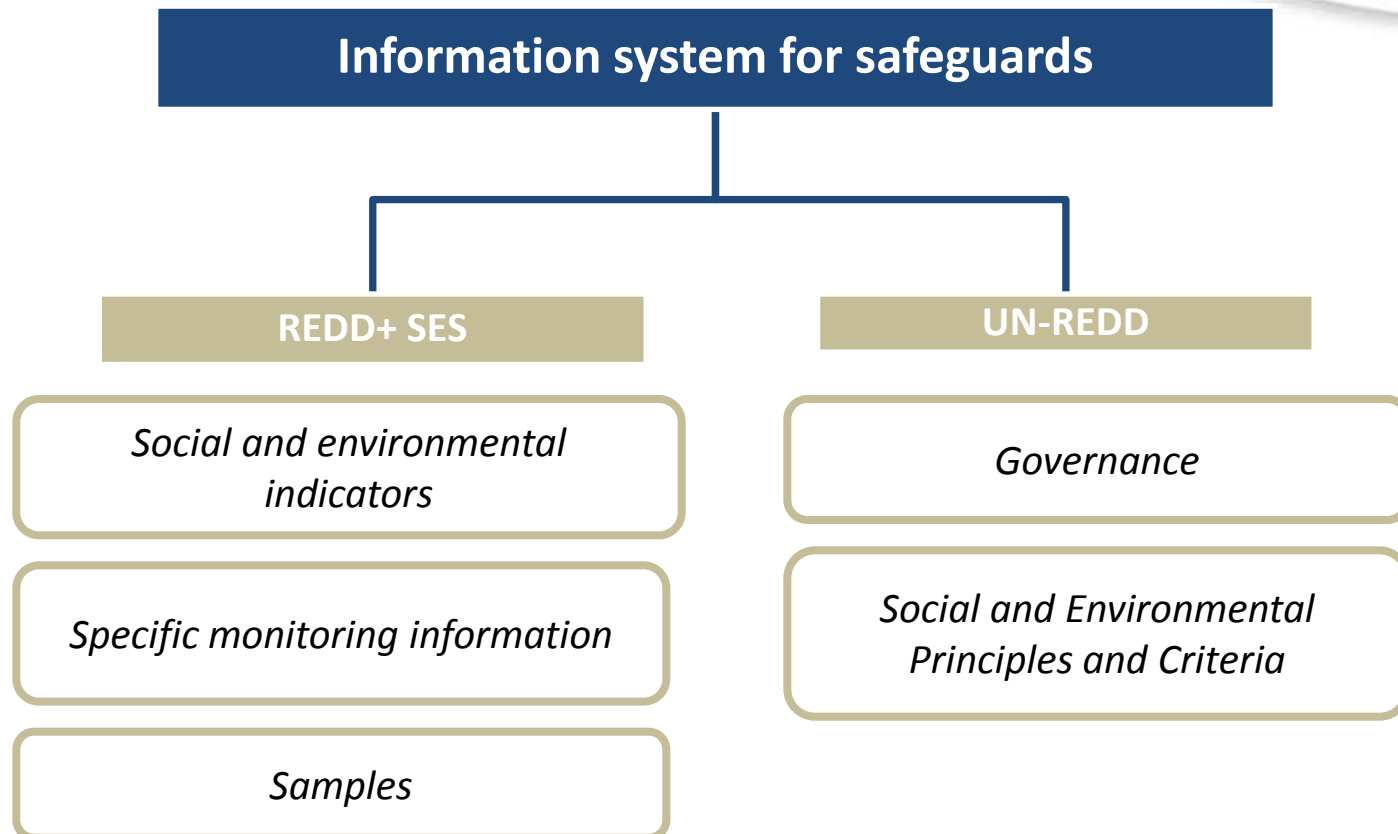 Information system for safeguards
REDD+ SES
UN-REDD
Social and environmental
indicators
Governance
Specific monitoring information
Social and Environmental
Principles and Criteria
Samples